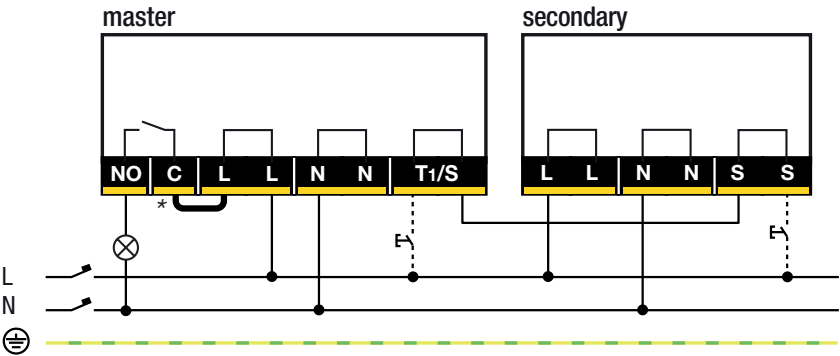 master secondary
NO C L L N N T1/S L L N N S S
*
L
N